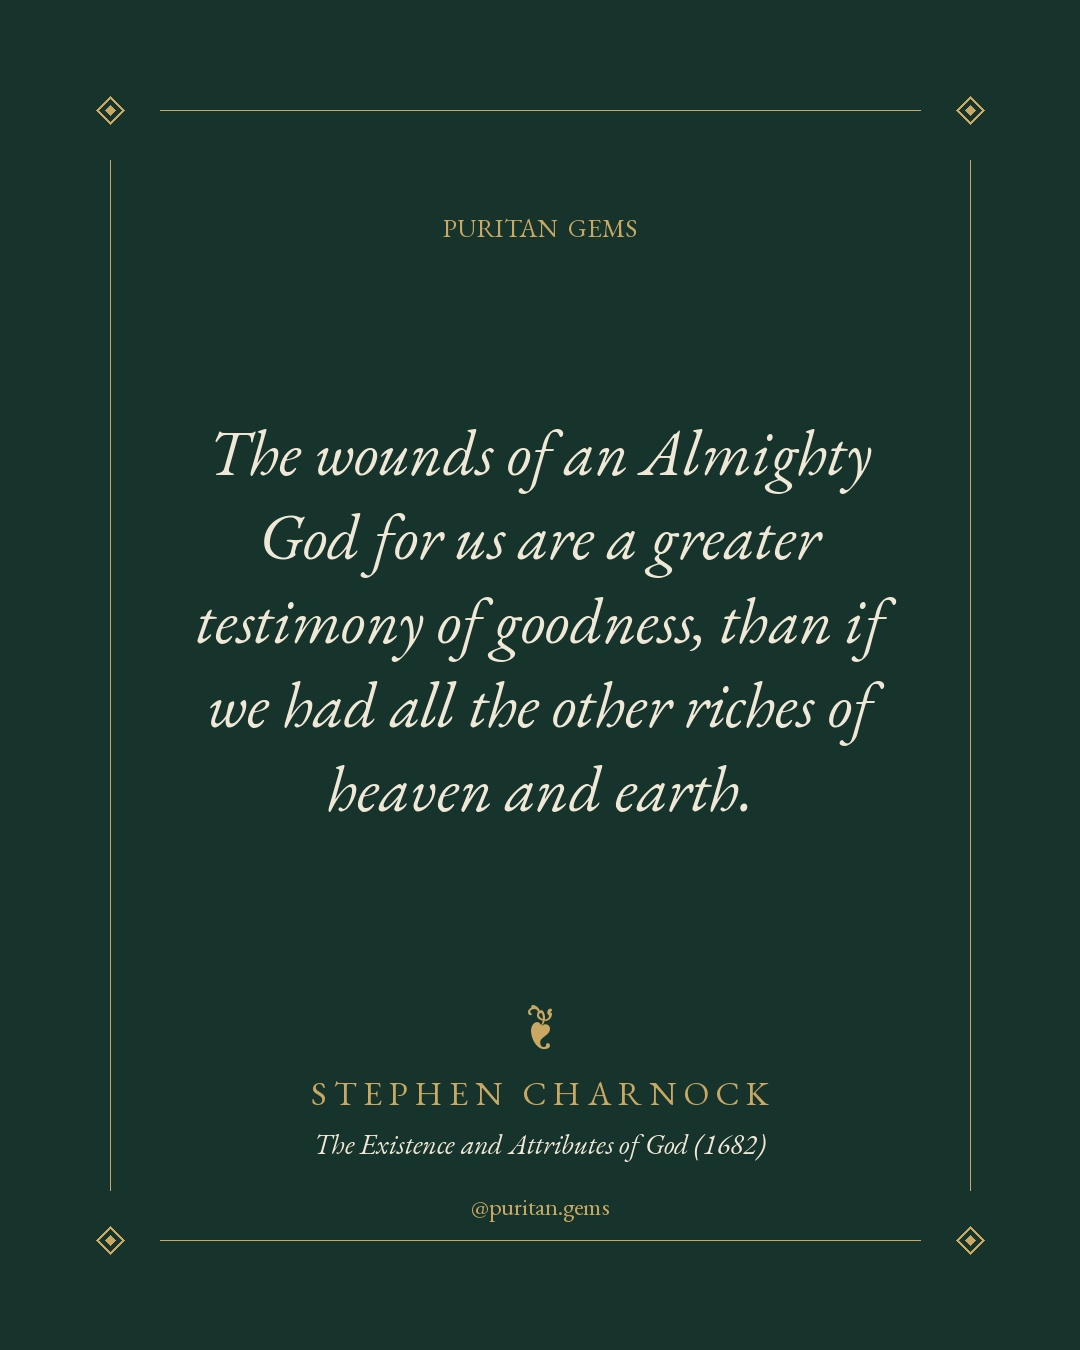 PURITAN GEMS
The wounds of an Almighty
God for us are a greater
testimony of goodness, than if
we had all the other riches of
heaven and earth.
STEPHEN CHARNOCK
The Existence and Attributes of God (1682)
@puritan.gems